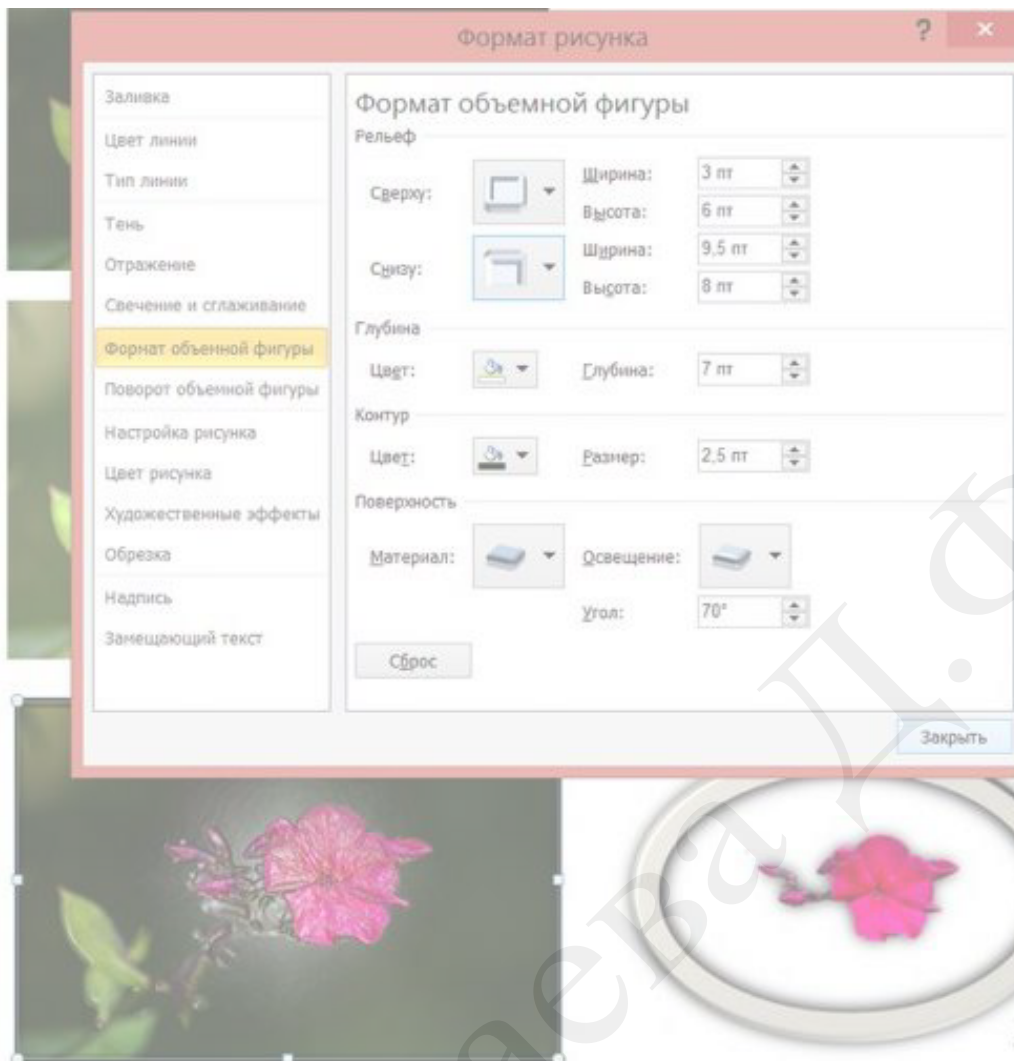 Формат рисунка
? ×
Заливка
Цвет линии
Тип линии
Тень
Отражение
Свечение и сглаживание
Формат объемной фигуры
Поворот объемной фигуры
Настройка рисунка
Цвет рисунка
Художественные эффекты
Обрезка
Надпись
Замещающий текст
Формат объемной фигуры
Рельеф
Сверху:
Ширина: 3 пт
Высота: 6 пт
Снизу:
Ширина: 9,5 пт
Высота: 8 пт
Глубина
Цвет: Глубина: 7 пт
Контур
Цвет: Размер: 2,5 пт
Поверхность
Материал: Освещение:
Угол: 70°
Сброс
Закрыть